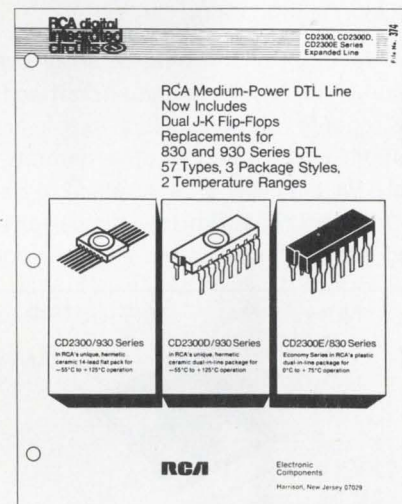 RCA digital
integrated
circuits
CD2300, CD2300D,
CD2300E Series
Expanded Line
File No. 374
RCA Medium-Power DTL Line
Now Includes
Dual J-K Flip-Flops
Replacements for
830 and 930 Series DTL
57 Types, 3 Package Styles,
2 Temperature Ranges
CD2300/930 Series
in RCA's unique, hermetic
ceramic 14-lead flat pack for
−55°C to +125°C operation
CD2300D/930 Series
in RCA's unique, hermetic
ceramic dual-in-line package for
−55°C to +125°C operation
CD2300E/830 Series
Economy Series in RCA's plastic
dual-in-line package for
0°C to +75°C operation
RCA
Electronic
Components
Harrison, New Jersey 07029